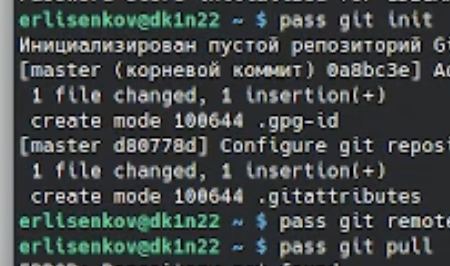 erlisenkov@dk1n22 ~ $ pass git init
Инициализирован пустой репозиторий Gi
[master (корневой коммит) 0a8bc3e] Ad
1 file changed, 1 insertion(+)
create mode 100644 .gpg-id
[master d80778d] Configure git reposi
1 file changed, 1 insertion(+)
create mode 100644 .gitattributes
erlisenkov@dk1n22 ~ $ pass git remote
erlisenkov@dk1n22 ~ $ pass git pull